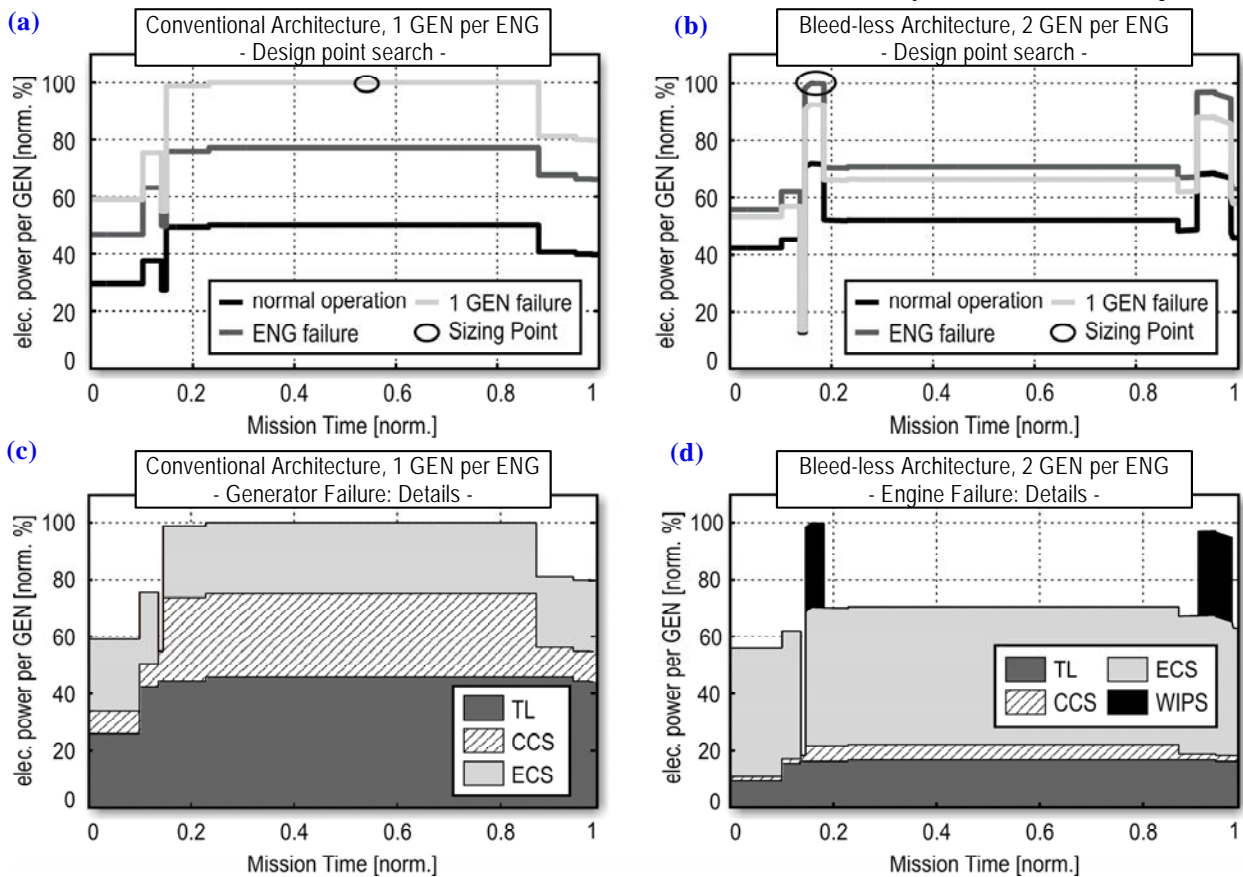 (a)
Conventional Architecture, 1 GEN per ENG
- Design point search -
elec. power per GEN [norm. %]
100
80
60
40
20
0
normal operation
1 GEN failure
ENG failure
Sizing Point
0
0.2
0.4
0.6
0.8
1
Mission Time [norm.]
(b)
Bleed-less Architecture, 2 GEN per ENG
- Design point search -
elec. power per GEN [norm. %]
100
80
60
40
20
0
normal operation
1 GEN failure
ENG failure
Sizing Point
0
0.2
0.4
0.6
0.8
1
Mission Time [norm.]
(c)
Conventional Architecture, 1 GEN per ENG
- Generator Failure: Details -
elec. power per GEN [norm. %]
100
80
60
40
20
0
TL
CCS
ECS
0
0.2
0.4
0.6
0.8
1
Mission Time [norm.]
(d)
Bleed-less Architecture, 2 GEN per ENG
- Engine Failure: Details -
elec. power per GEN [norm. %]
100
80
60
40
20
0
TL
ECS
CCS
WIPS
0
0.2
0.4
0.6
0.8
1
Mission Time [norm.]